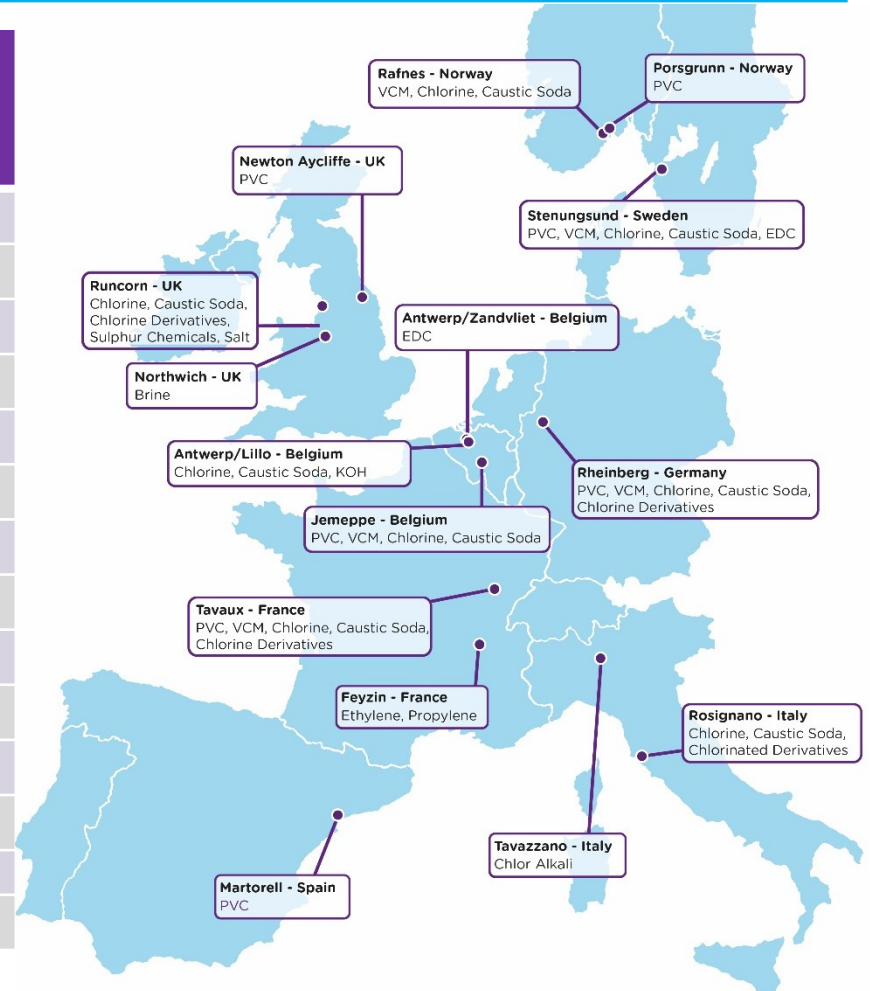 Rafnes - Norway
VCM, Chlorine, Caustic Soda
Porsgrunn - Norway
PVC
Newton Aycliffe - UK
PVC
Stenungsund - Sweden
PVC, VCM, Chlorine, Caustic Soda, EDC
Runcorn - UK
Chlorine, Caustic Soda,
Chlorine Derivatives,
Sulphur Chemicals, Salt
Antwerp/Zandvliet - Belgium
EDC
Northwich - UK
Brine
Antwerp/Lillo - Belgium
Chlorine, Caustic Soda, KOH
Rheinberg - Germany
PVC, VCM, Chlorine, Caustic Soda,
Chlorine Derivatives
Jemeppe - Belgium
PVC, VCM, Chlorine, Caustic Soda
Tavaux - France
PVC, VCM, Chlorine, Caustic Soda,
Chlorine Derivatives
Feyzin - France
Ethylene, Propylene
Rosignano - Italy
Chlorine, Caustic Soda,
Chlorinated Derivatives
Tavazzano - Italy
Chlor Alkali
Martorell - Spain
PVC